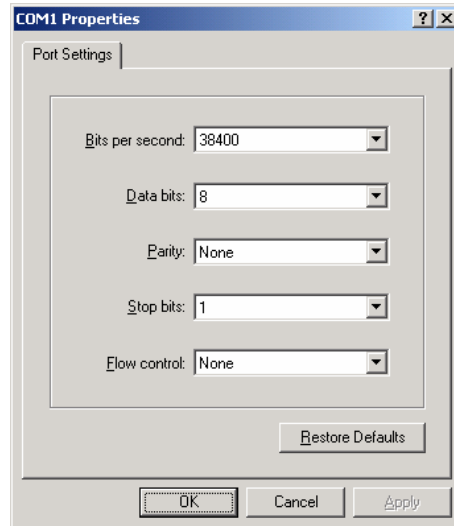 COM1 Properties
Port Settings
Bits per second: 38400
Data bits: 8
Parity: None
Stop bits: 1
Flow control: None
Restore Defaults
OK Cancel Apply